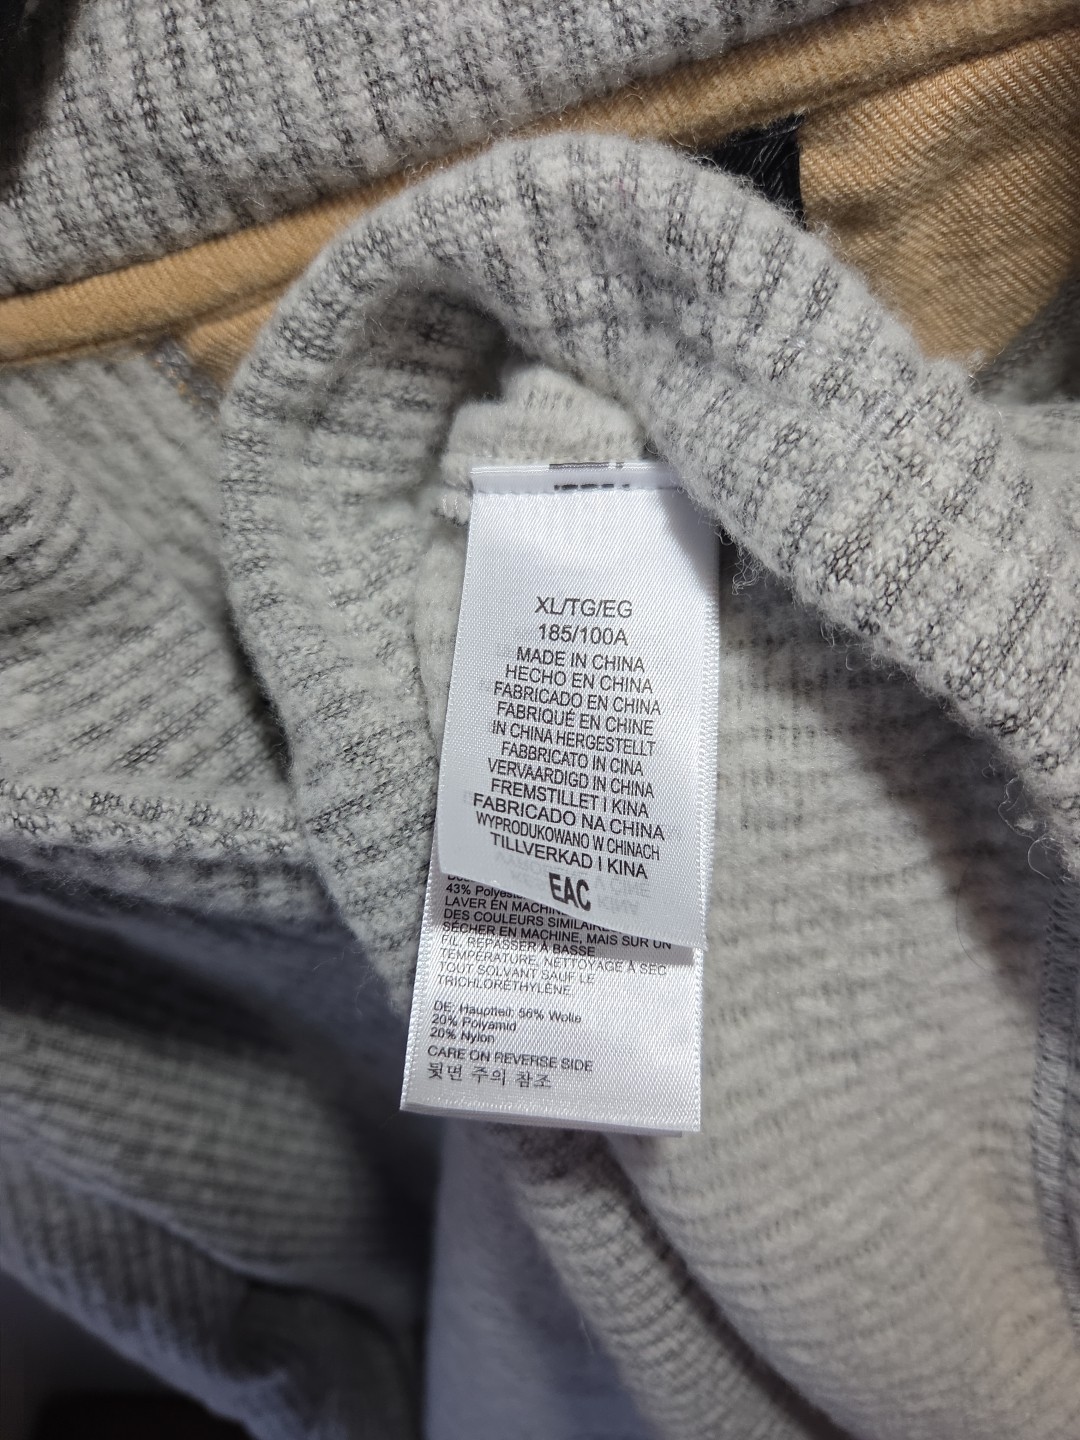 XL/TG/EG
185/100A
MADE IN CHINA
HECHO EN CHINA
FABRICADO EN CHINA
FABRIQUÉ EN CHINE
IN CHINA HERGESTELLT
FABBRICATO IN CINA
VERVAARDIGD IN CHINA
FREMSTILLET I KINA
FABRICADO NA CHINA
WYPRODUKOWANO W CHINACH
TILLVERKAD I KINA
EAC
43%
LAVER EN
DES COULEURS
SÉCHER EN MACHINE, MAIS SUR UN
FIL, REPASSER À BASSE
TEMPÉRATURE, NETTOYAGE À SEC
TOUT SOLVANT SAUF LE
TRICHLORÉTHYLÈNE
DE: Hauptteil: 56% Wolle
20% Polyamid
20% Nylon
CARE ON REVERSE SIDE
뒷면 주의 참조